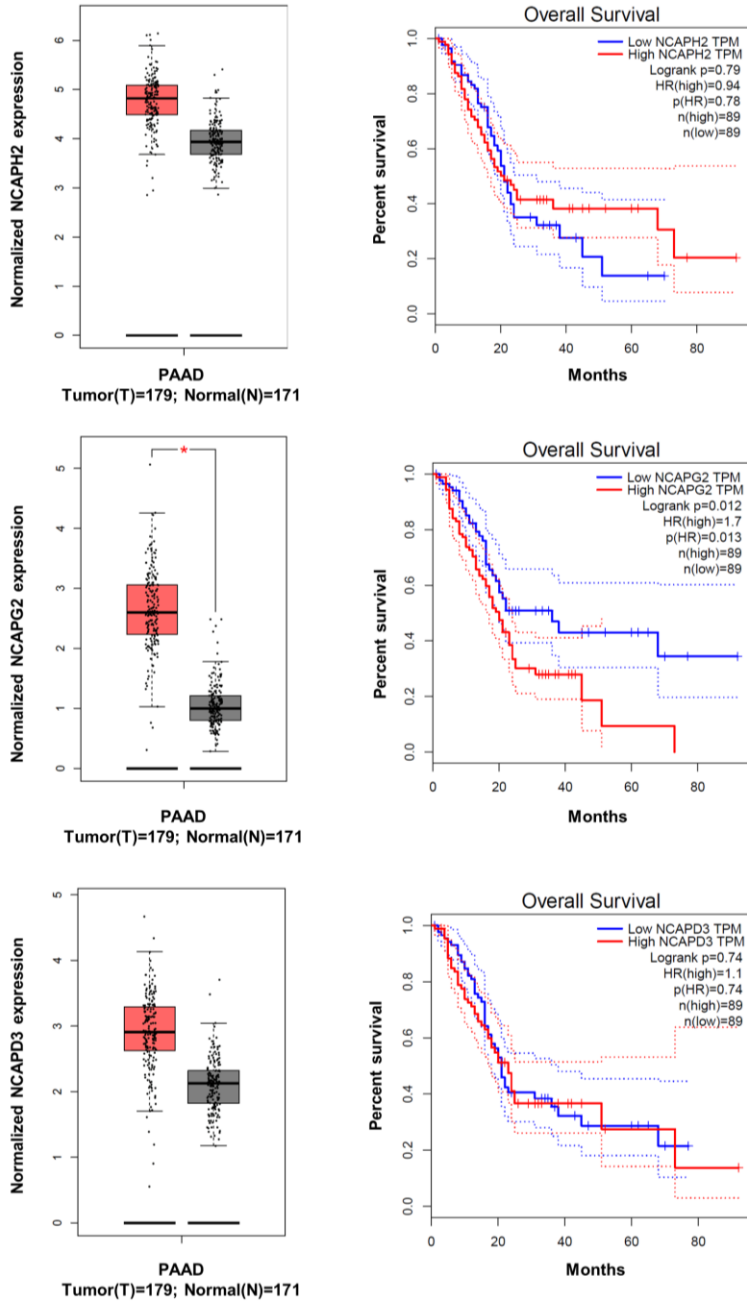 Normalized NCAPH2 expression
6
5
4
3
2
1
0
PAAD
Tumor(T)=179; Normal(N)=171
Overall Survival
Low NCAPH2 TPM
High NCAPH2 TPM
Logrank p=0.79
HR(high)=0.94
p(HR)=0.78
n(high)=89
n(low)=89
Percent survival
1.0
0.8
0.6
0.4
0.2
0.0
0 20 40 60 80
Months
Normalized NCAPG2 expression
5
4
3
2
1
0
*
PAAD
Tumor(T)=179; Normal(N)=171
Overall Survival
Low NCAPG2 TPM
High NCAPG2 TPM
Logrank p=0.012
HR(high)=1.7
p(HR)=0.013
n(high)=89
n(low)=89
Percent survival
1.0
0.8
0.6
0.4
0.2
0.0
0 20 40 60 80
Months
Normalized NCAPD3 expression
5
4
3
2
1
0
PAAD
Tumor(T)=179; Normal(N)=171
Overall Survival
Low NCAPD3 TPM
High NCAPD3 TPM
Logrank p=0.74
HR(high)=1.1
p(HR)=0.74
n(high)=89
n(low)=89
Percent survival
1.0
0.8
0.6
0.4
0.2
0.0
0 20 40 60 80
Months